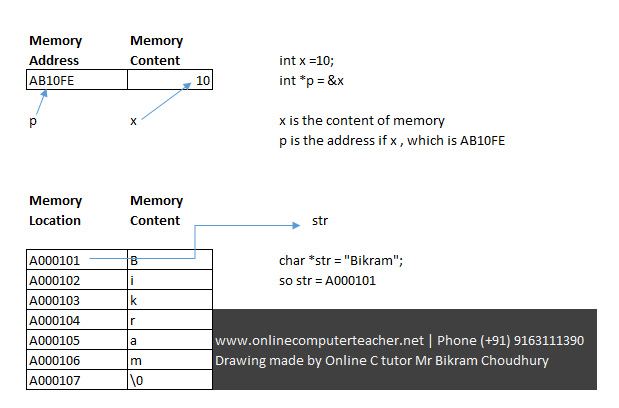 Memory Address
Memory Content
AB10FE 10
int x =10;
int *p = &x
p x
x is the content of memory
p is the address if x , which is AB10FE
Memory Location
Memory Content
str
A000101 B
A000102 i
A000103 k
A000104 r
A000105 a
A000106 m
A000107 \0
char *str = "Bikram";
so str = A000101
www.onlinecomputerteacher.net | Phone (+91) 9163111390
Drawing made by Online C tutor Mr Bikram Choudhury